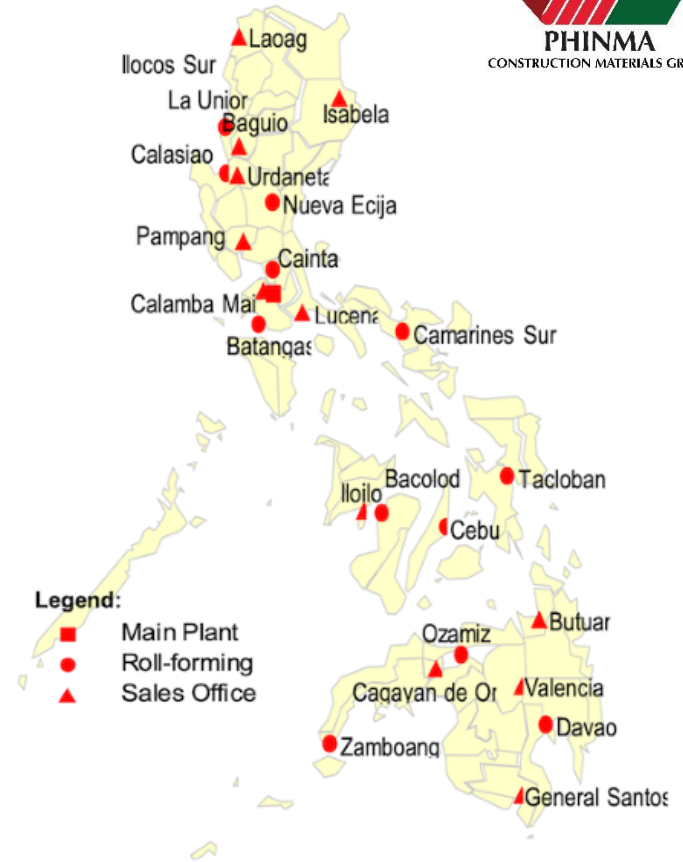 PHINMA
CONSTRUCTION MATERIALS GR
Laoag
Ilocos Sur
La Unior
Isabela
Baguio
Calasiao
Urdaneta
Nueva Ecija
Pampang
Cainta
Calamba Mai
Lucena
Batangas
Camarines Sur
Bacolod
Tacloban
Iloilo
Cebu
Legend:
Main Plant
Roll-forming
Sales Office
Butuar
Ozamiz
Cagayan de Or
Valencia
Davao
Zamboang
General Santos